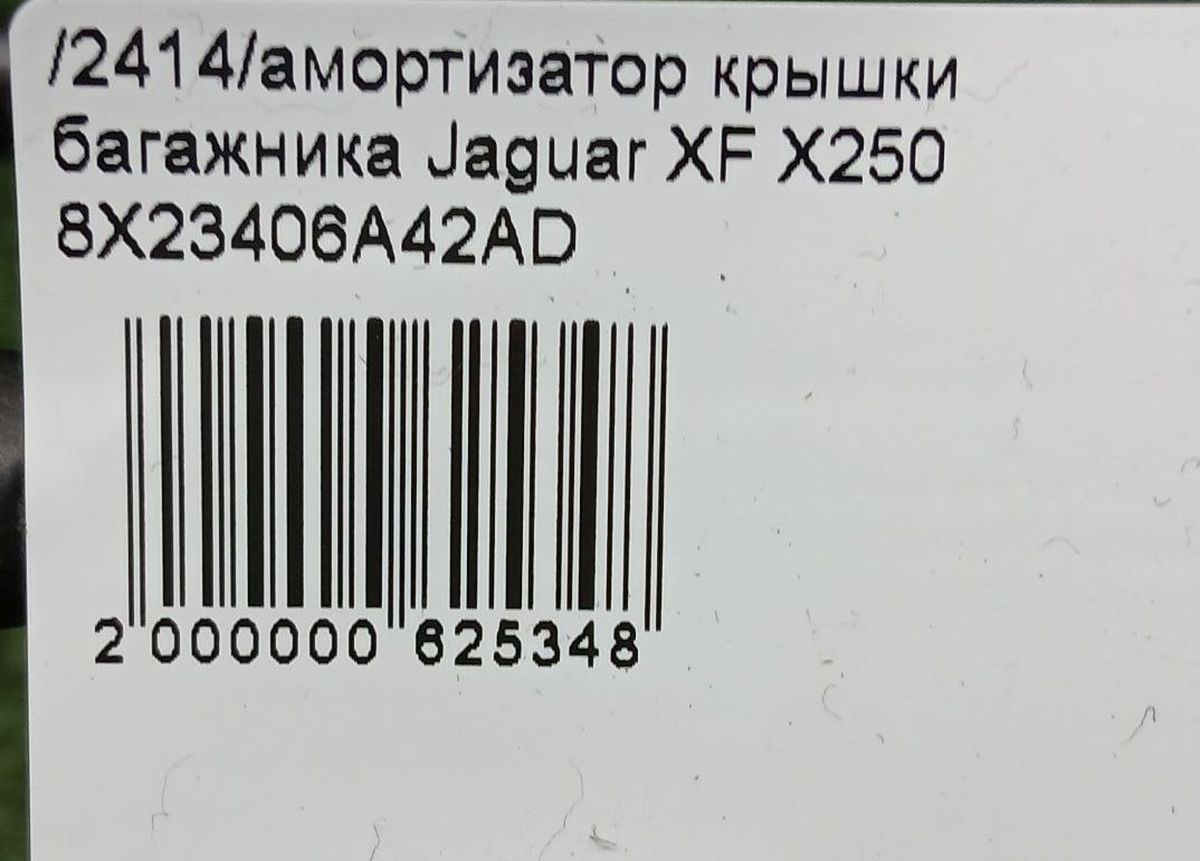 /2414/амортизатор крышки
багажника Jaguar XF X250
8X23406A42AD
2 000000 625348